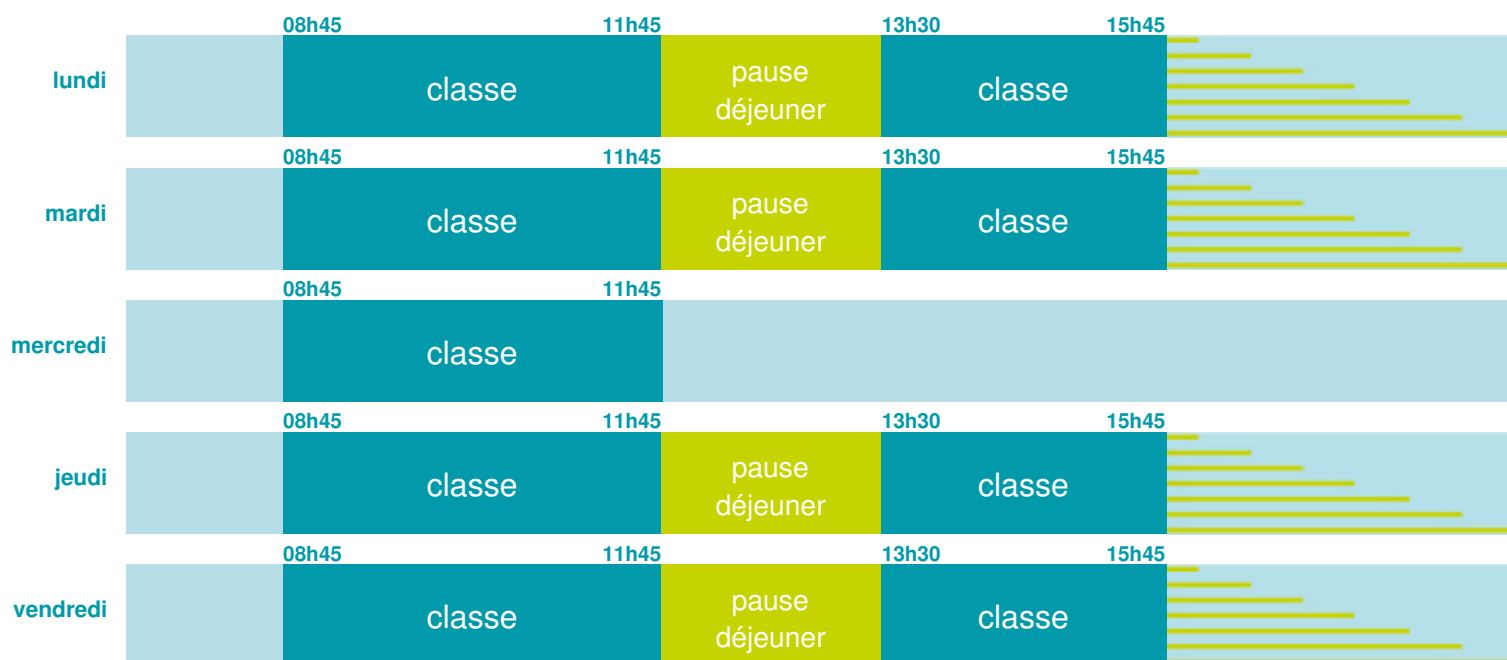 08h45 11h45 13h30 15h45
lundi
classe
pause
déjeuner
classe
08h45 11h45 13h30 15h45
mardi
classe
pause
déjeuner
classe
08h45 11h45
mercredi
classe
08h45 11h45 13h30 15h45
jeudi
classe
pause
déjeuner
classe
08h45 11h45 13h30 15h45
vendredi
classe
pause
déjeuner
classe